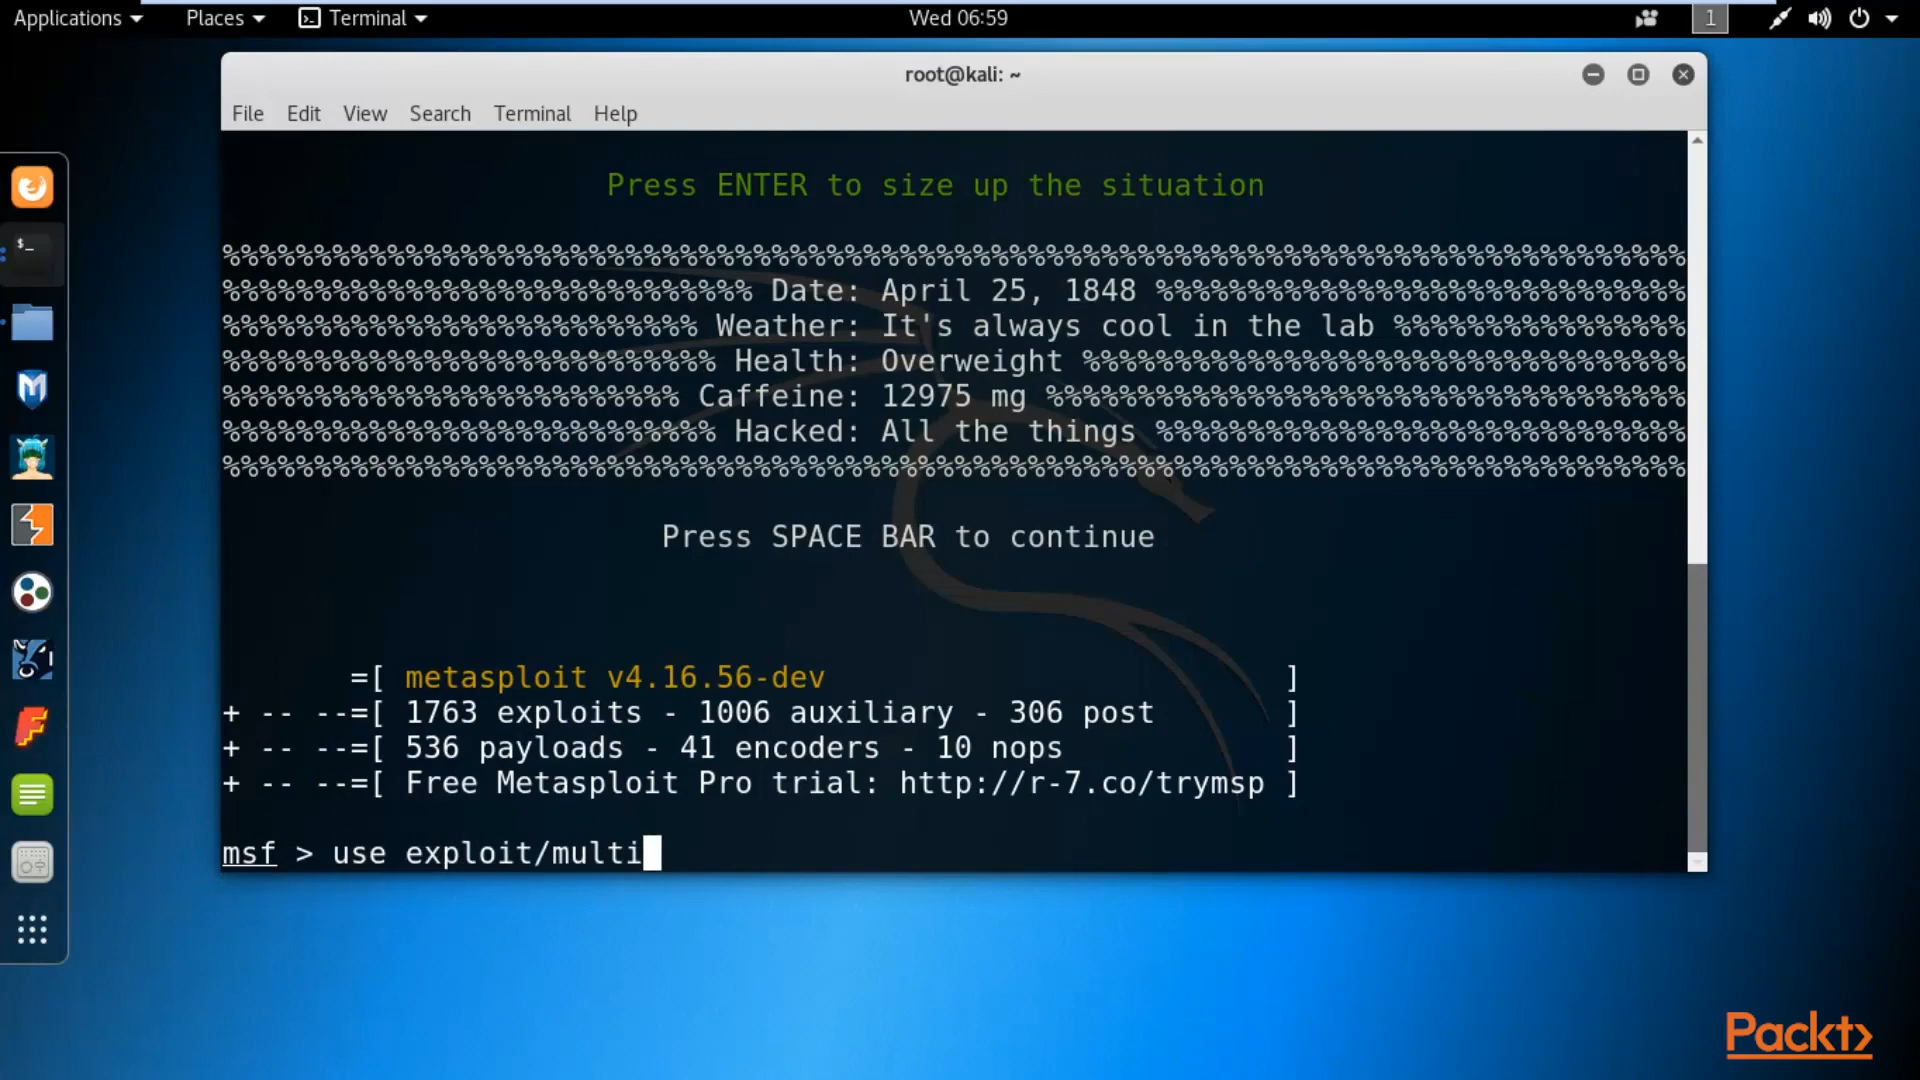 Applications Places Terminal Wed 06:59 1
root@kali: ~
File Edit View Search Terminal Help
Press ENTER to size up the situation
%%%%%%%%%%%%%%%%%%%%%%%%%%%%%%%%%%%%%%%%%%%%%%%%%%%%%%%%%%%%%%%%%%%%%%%%%%%%%%%%%%
%%%%%%%%%%%%%%%%%%%%%%%%%%%%% Date: April 25, 1848 %%%%%%%%%%%%%%%%%%%%%%%%%%%%%
%%%%%%%%%%%%%%%%%%%%%%%%%% Weather: It's always cool in the lab %%%%%%%%%%%%%%%%
%%%%%%%%%%%%%%%%%%%%%%%%%%% Health: Overweight %%%%%%%%%%%%%%%%%%%%%%%%%%%%%%%%%
%%%%%%%%%%%%%%%%%%%%%%%%% Caffeine: 12975 mg %%%%%%%%%%%%%%%%%%%%%%%%%%%%%%%%%%%
%%%%%%%%%%%%%%%%%%%%%%%%%%% Hacked: All the things %%%%%%%%%%%%%%%%%%%%%%%%%%%%%
%%%%%%%%%%%%%%%%%%%%%%%%%%%%%%%%%%%%%%%%%%%%%%%%%%%%%%%%%%%%%%%%%%%%%%%%%%%%%%%%%%
Press SPACE BAR to continue
=[ metasploit v4.16.56-dev ]
+ -- --=[ 1763 exploits - 1006 auxiliary - 306 post ]
+ -- --=[ 536 payloads - 41 encoders - 10 nops ]
+ -- --=[ Free Metasploit Pro trial: http://r-7.co/trymsp ]
msf > use exploit/multi
Packt>